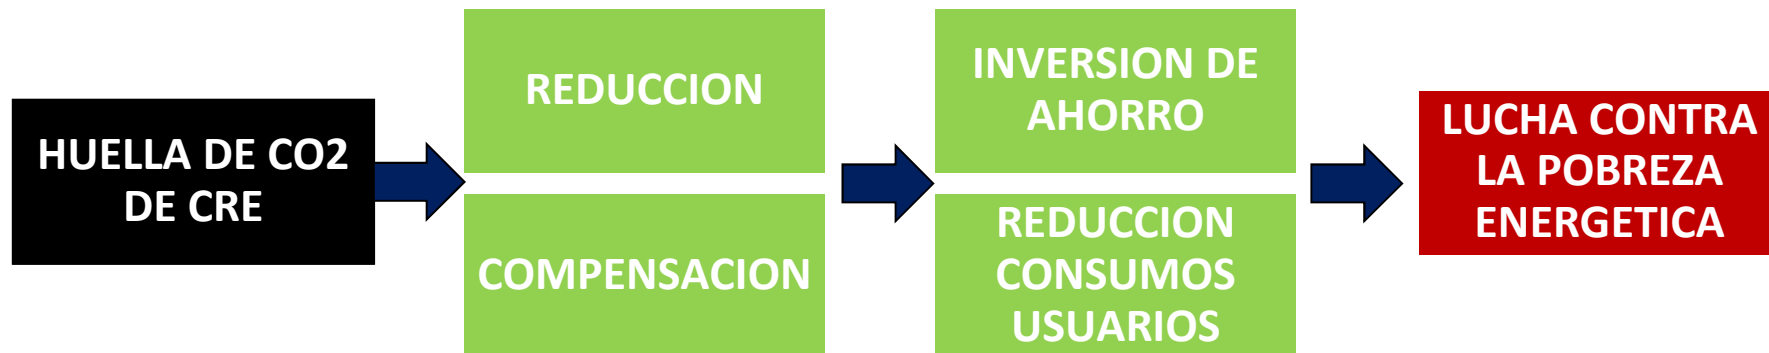 HUELLA DE CO2
DE CRE
REDUCCION
COMPENSACION
INVERSION DE
AHORRO
REDUCCION
CONSUMOS
USUARIOS
LUCHA CONTRA
LA POBREZA
ENERGETICA